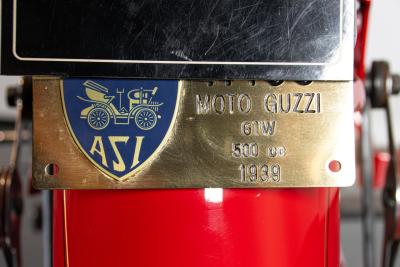 MOTO GUZZI
GTW
500 cc
1939
ASI